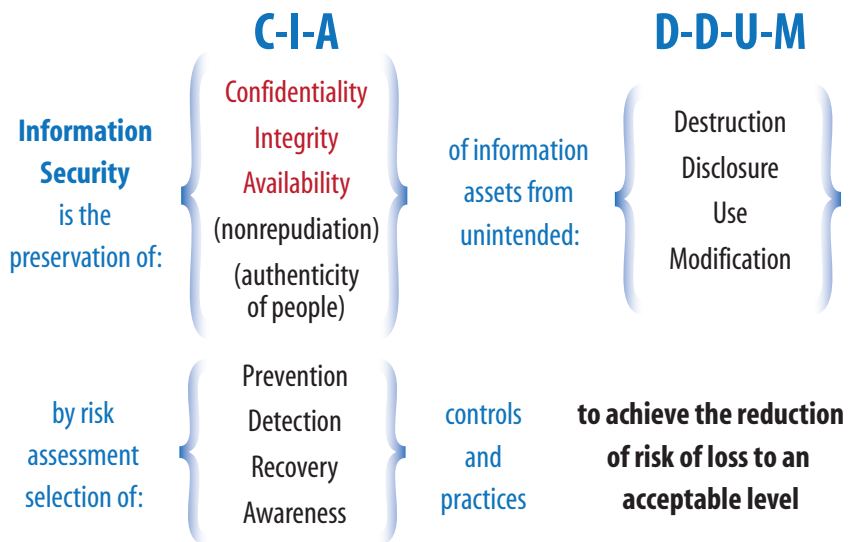 C-I-A
D-D-U-M
Information
Security
is the
preservation of:
Confidentiality
Integrity
Availability
(nonrepudiation)
(authenticity
of people)
of information
assets from
unintended:
Destruction
Disclosure
Use
Modification
by risk
assessment
selection of:
Prevention
Detection
Recovery
Awareness
controls
and
practices
to achieve the reduction
of risk of loss to an
acceptable level